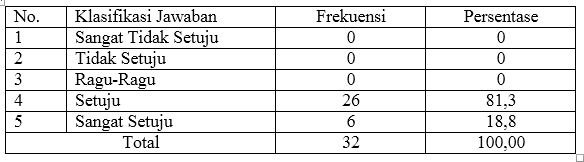 No. Klasifikasi Jawaban Frekuensi Persentase
1 Sangat Tidak Setuju 0 0
2 Tidak Setuju 0 0
3 Ragu-Ragu 0 0
4 Setuju 26 81,3
5 Sangat Setuju 6 18,8
Total 32 100,00